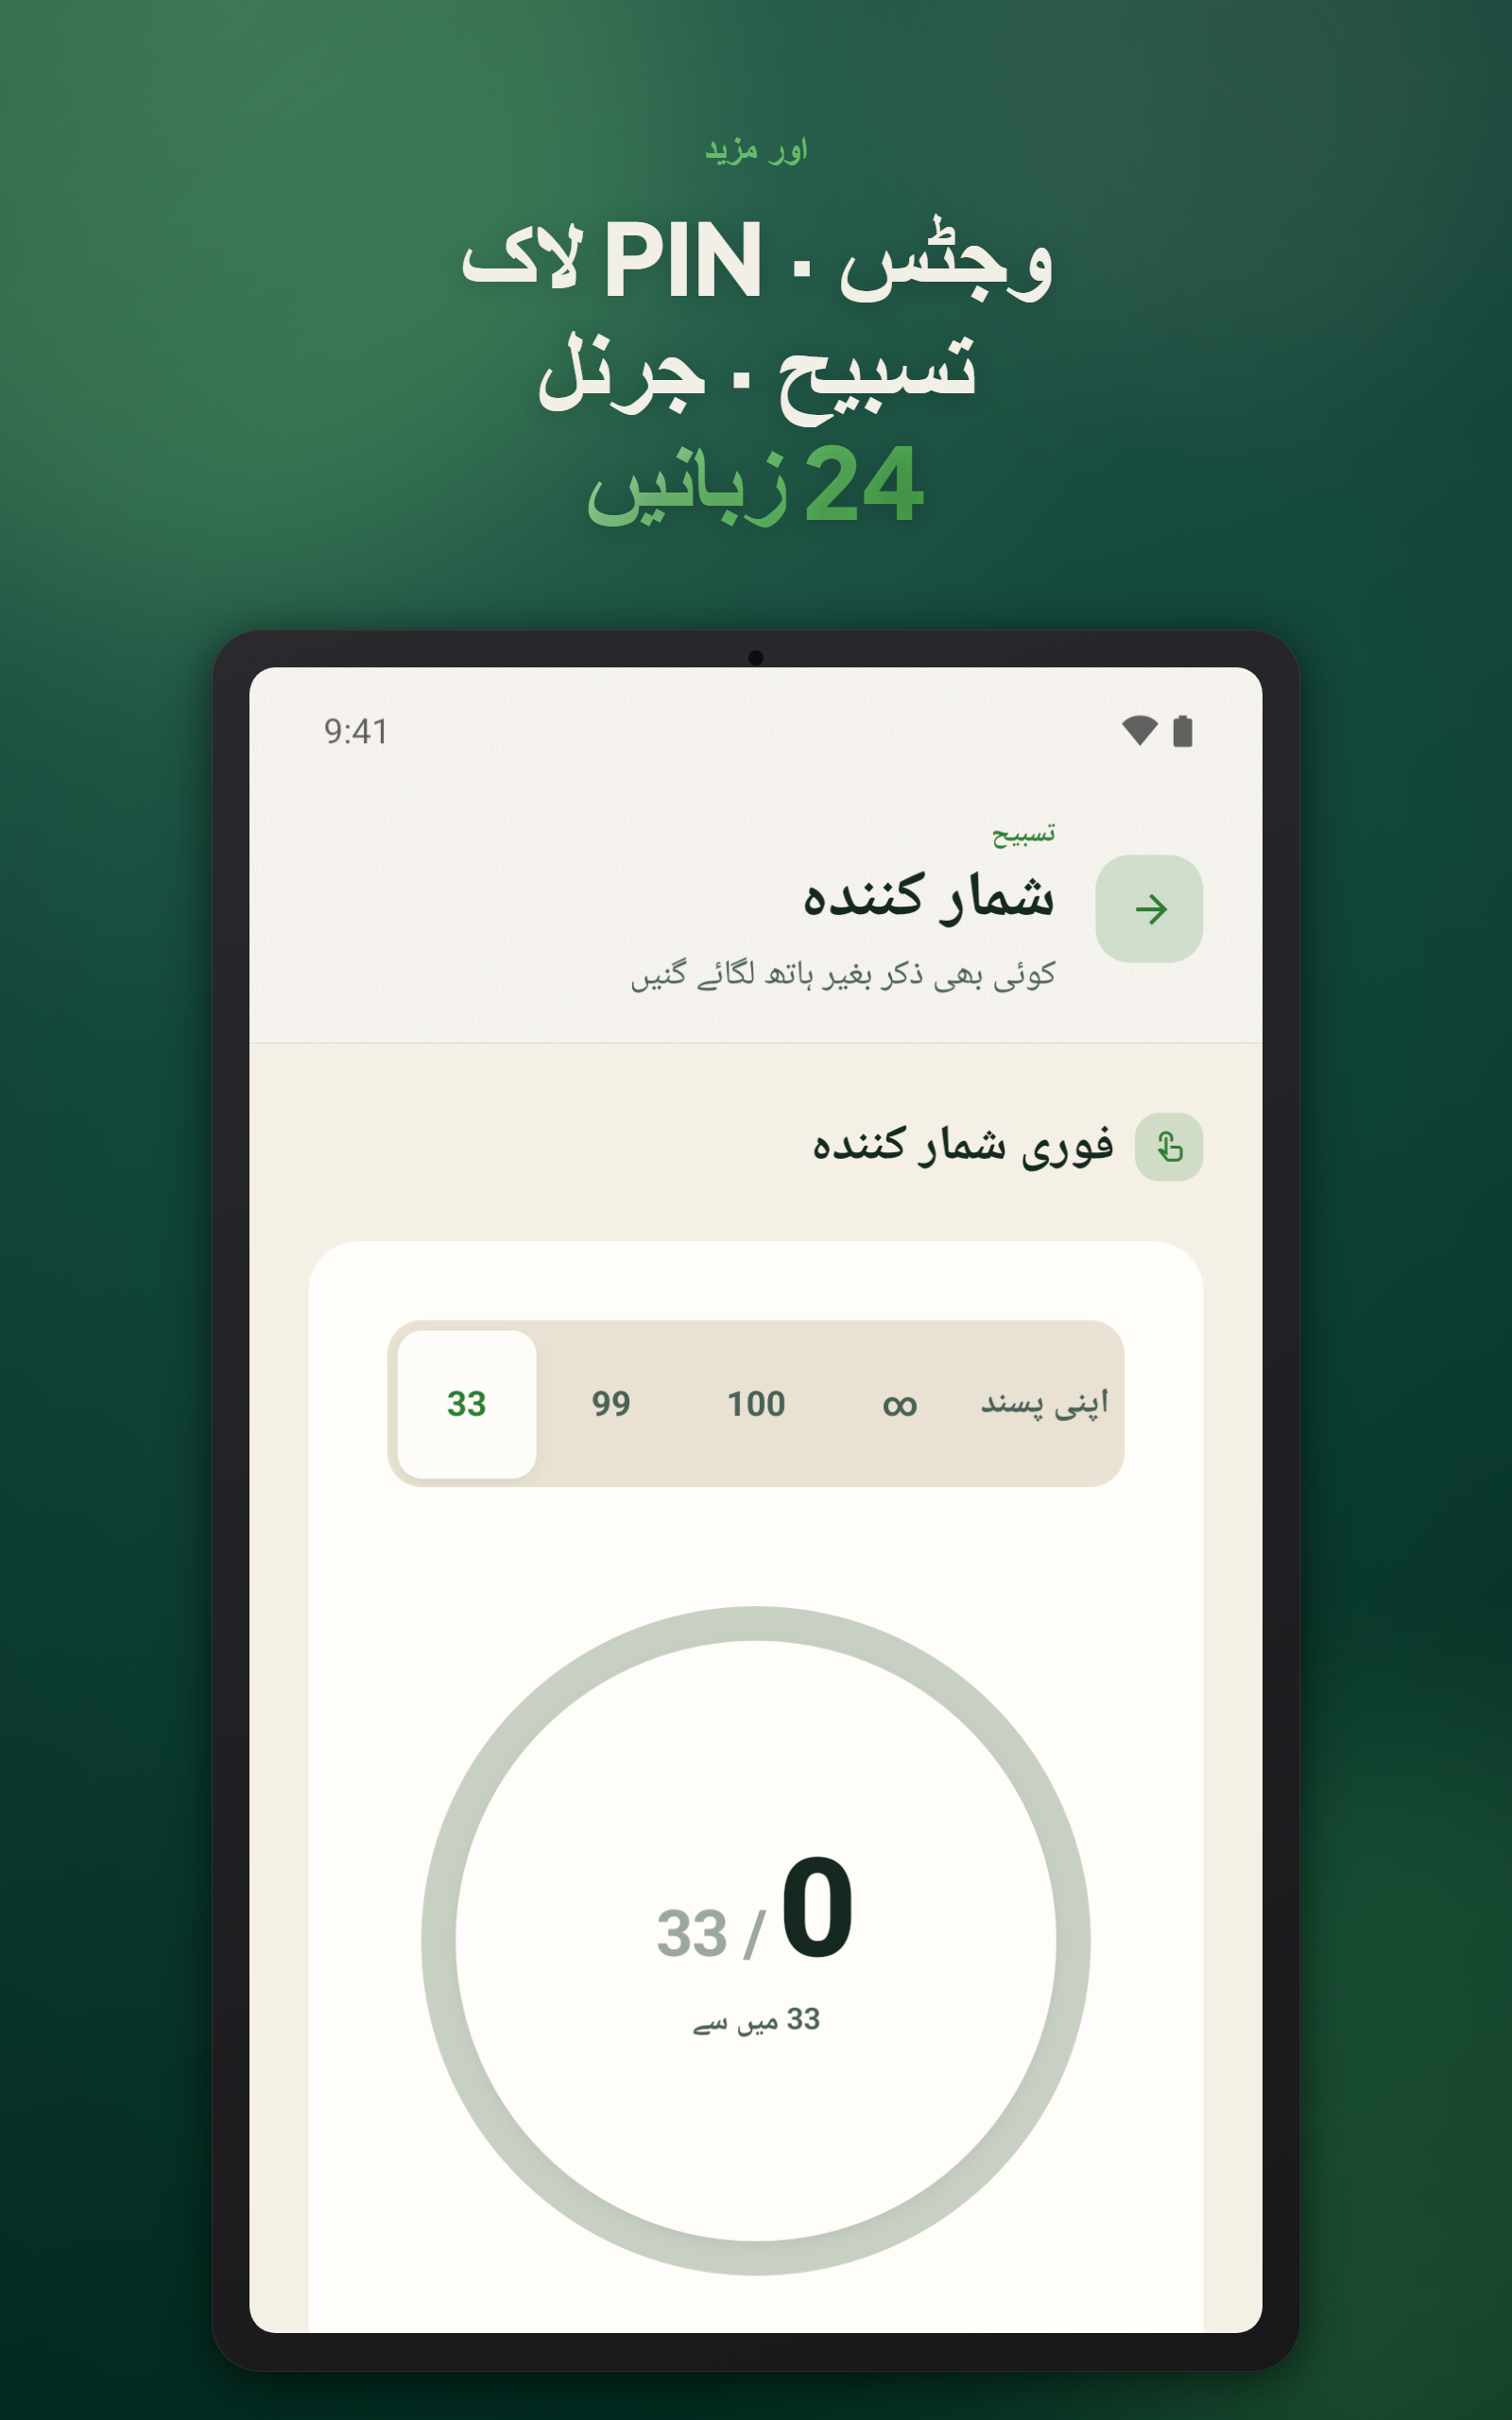 اور مزید
وجٹس · PIN لاک
تسبیح · جرنل
24 زبانیں
9:41
تسبیح
شمار کنندہ
کوئی بھی ذکر بغیر ہاتھ لگائے گنیں
فوری شمار کنندہ
اپنی پسند ∞ 100 99 33
0 / 33
33 میں سے